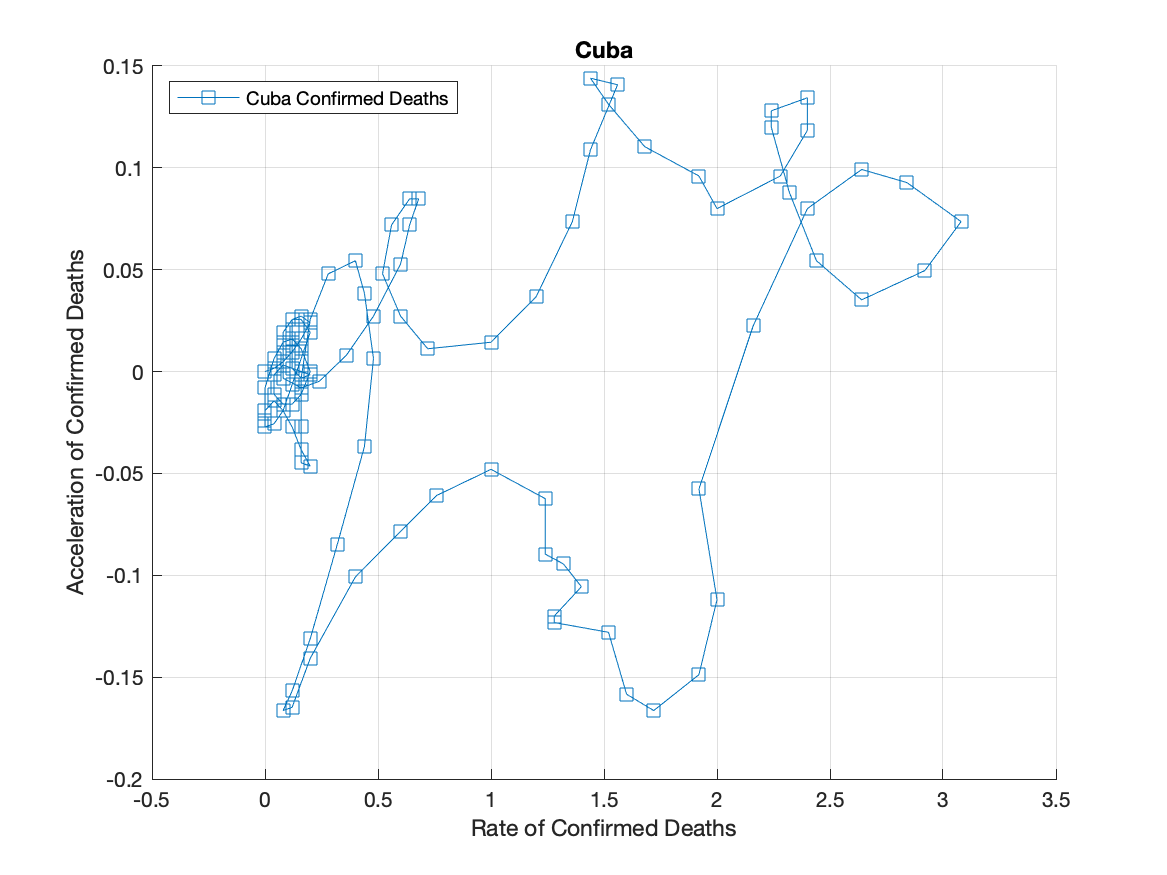 Cuba
Cuba Confirmed Deaths
0.15
0.1
0.05
0
-0.05
-0.1
-0.15
-0.2
Acceleration of Confirmed Deaths
-0.5 0 0.5 1 1.5 2 2.5 3 3.5
Rate of Confirmed Deaths